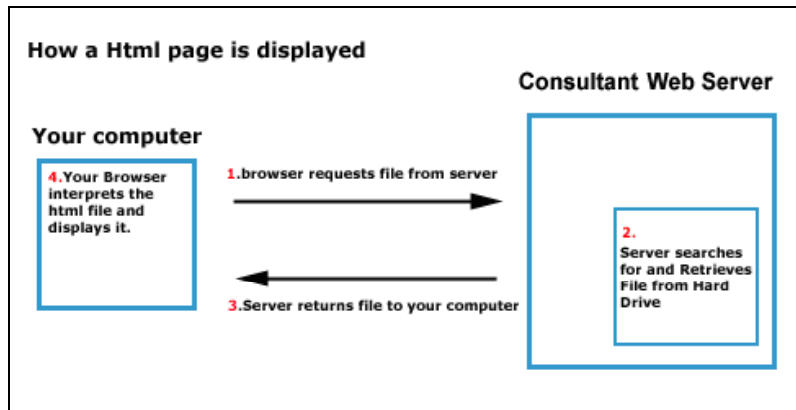 How a Html page is displayed
Consultant Web Server
Your computer
4.Your Browser
interprets the
html file and
displays it.
1.browser requests file from server
2.
Server searches
for and Retrieves
File from Hard
Drive
3.Server returns file to your computer